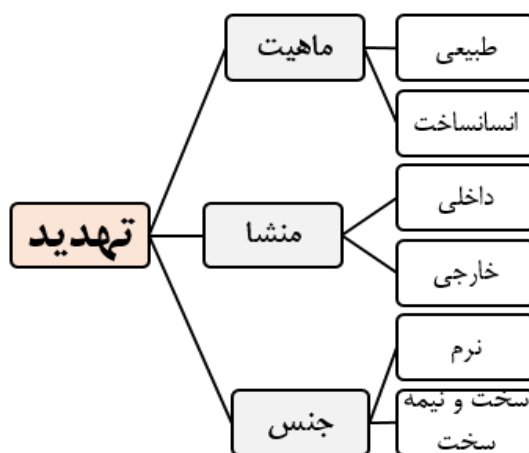 تهدید
ماهیت
طبیعی
انسانساخت
منشا
داخلی
خارجی
جنس
نرم
سخت و نیمه
سخت